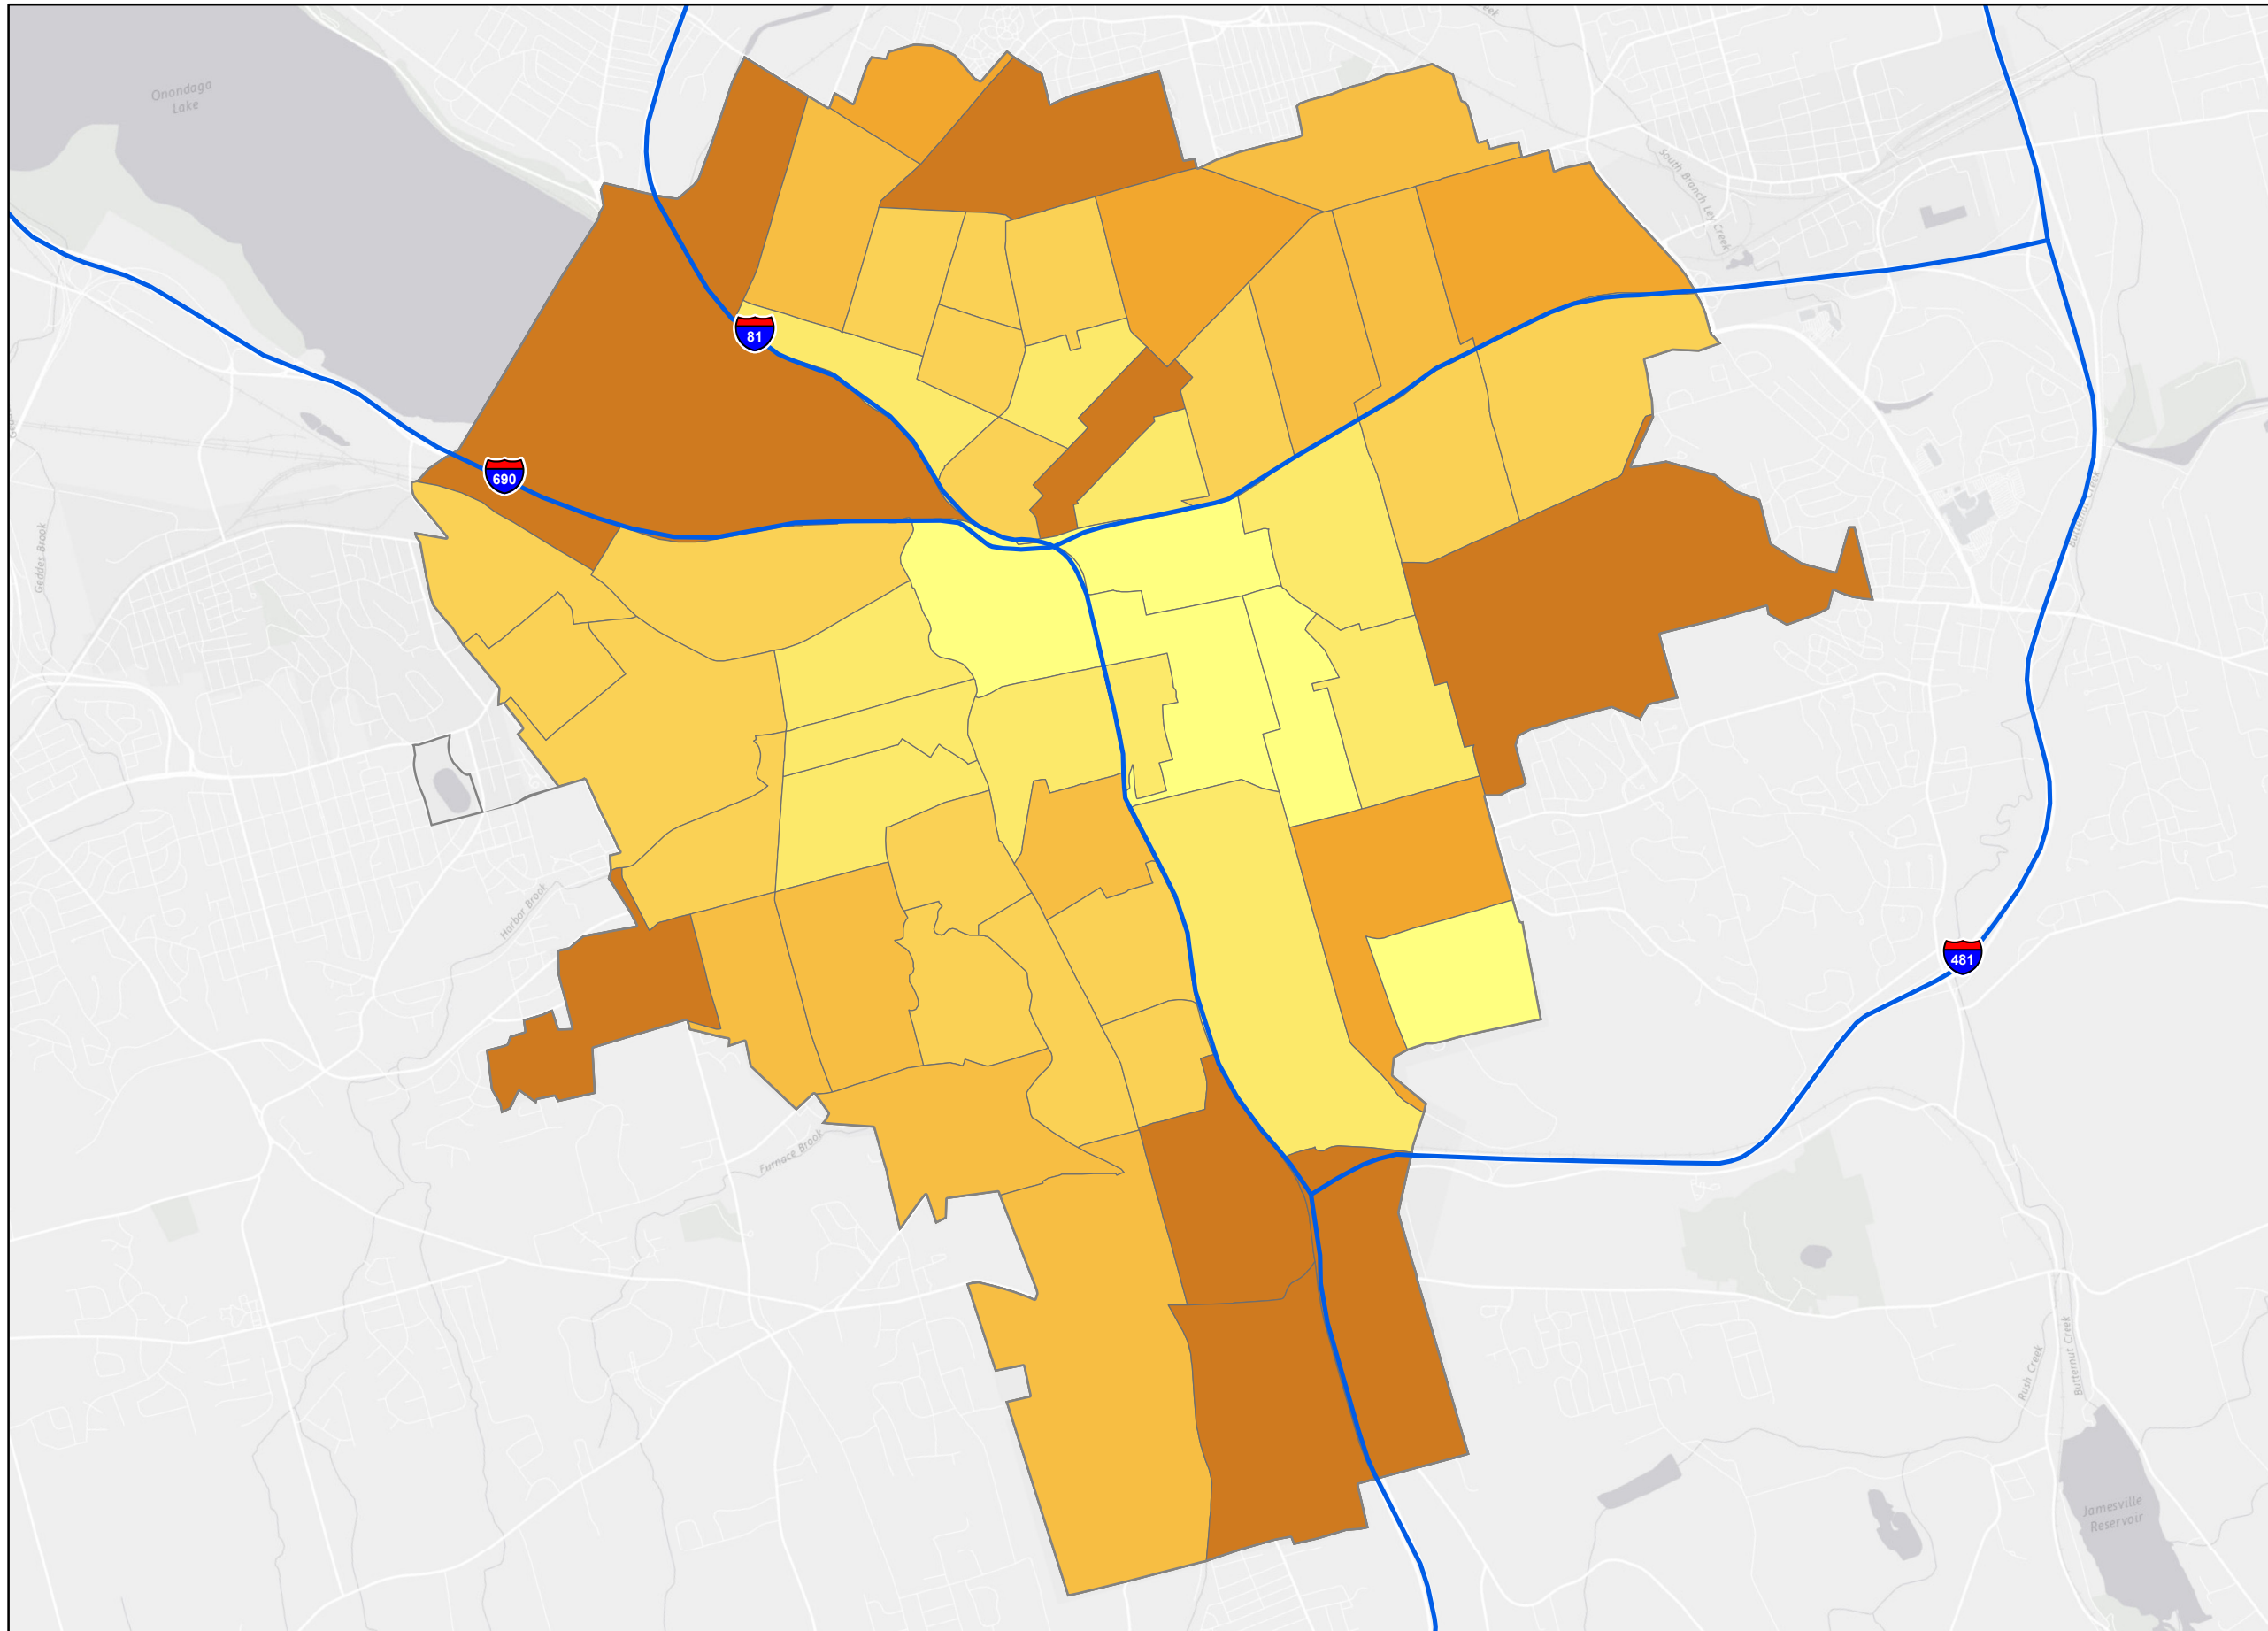 Onondaga
Lake
South Branch Ley Creek
81
690
Geddes Brook
Harbor Brook
481
Furnace Brook
Rush Creek
Butternut Creek
Jamesville
Reservoir